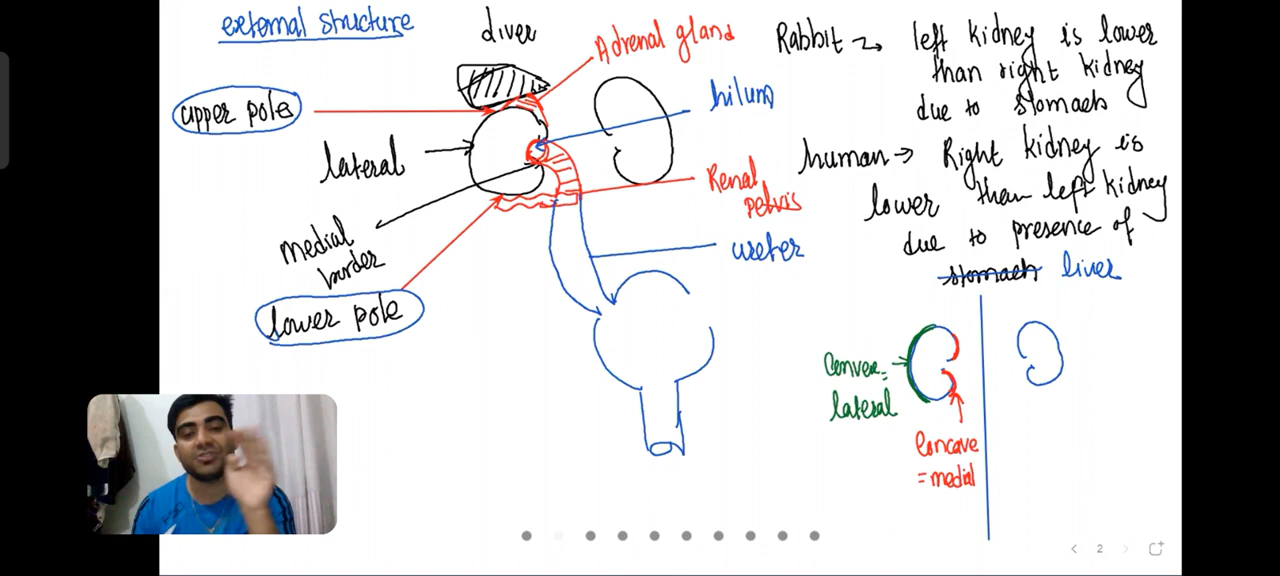 external structure
diver
Adrenal gland
upper pole
hilum
lateral
Renal
pelvis
medial
border
ureter
lower pole
Rabbit → left kidney is lower
than right kidney
due to stomach
human → Right kidney is
lower than left kidney
due to presence of
stomach liver
Convex =
lateral
Concave
= medial
2